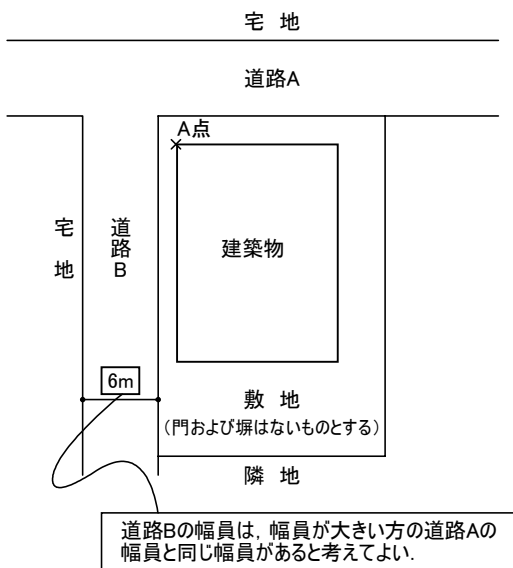 宅 地
道路A
A点
宅 地
道路B
建築物
6m
敷 地
(門および塀はないものとする)
隣 地
道路Bの幅員は,幅員が大きい方の道路Aの
幅員と同じ幅員があると考えてよい.